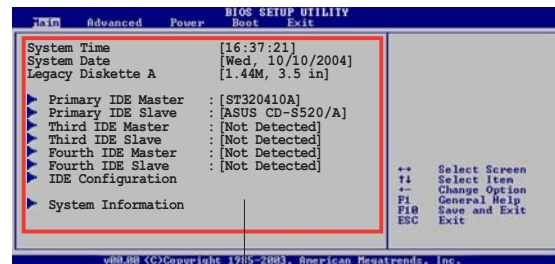 BIOS SETUP UTILITY
Main Advanced Power Boot Exit
System Time [16:37:21]
System Date [Wed, 10/10/2004]
Legacy Diskette A [1.44M, 3.5 in]
Primary IDE Master : [ST320410A]
Primary IDE Slave : [ASUS CD-S520/A]
Third IDE Master : [Not Detected]
Third IDE Slave : [Not Detected]
Fourth IDE Master : [Not Detected]
Fourth IDE Slave : [Not Detected]
IDE Configuration
System Information
↔ Select Screen
↑↓ Select Item
+- Change Option
F1 General Help
F10 Save and Exit
ESC Exit
v00.00 (C)Copyright 1985-2003, American Megatrends, Inc.